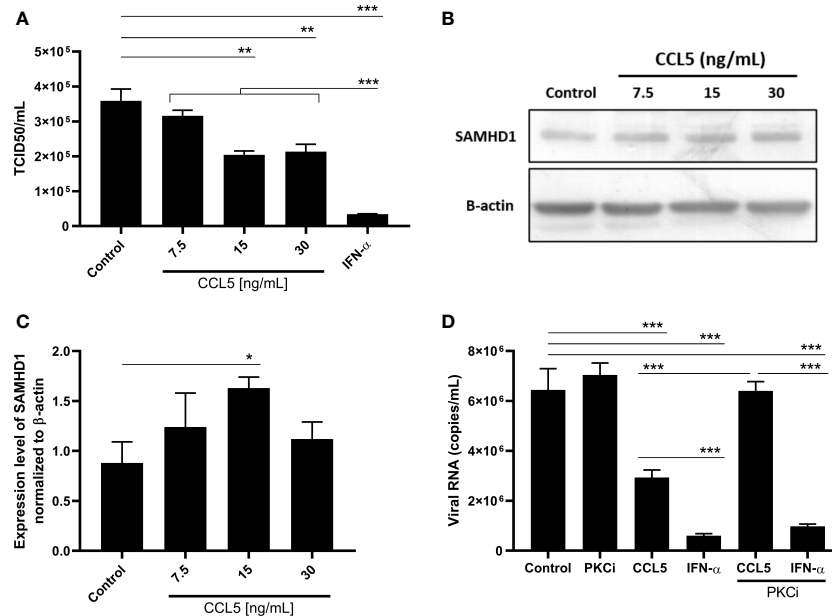 A
***
**
**
***
5×10⁵
4×10⁵
3×10⁵
2×10⁵
1×10⁵
0
TCID50/mL
Control
7.5
15
30
IFN-α
CCL5 [ng/mL]
B
CCL5 (ng/mL)
Control 7.5 15 30
SAMHD1
B-actin
C
*
2.0
1.5
1.0
0.5
0.0
Expression level of SAMHD1
normalized to β-actin
Control
7.5
15
30
CCL5 [ng/mL]
D
***
***
***
***
***
***
8×10⁶
6×10⁶
4×10⁶
2×10⁶
0
Viral RNA (copies/mL)
Control PKCi CCL5 IFN-α CCL5 IFN-α
PKCi